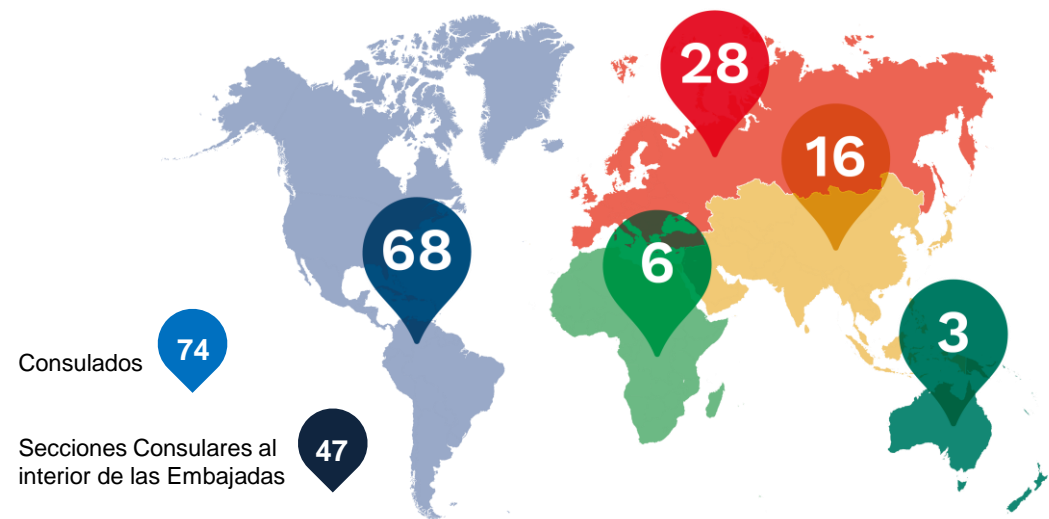 28
16
68
6
3
Consulados 74
Secciones Consulares al
interior de las Embajadas 47